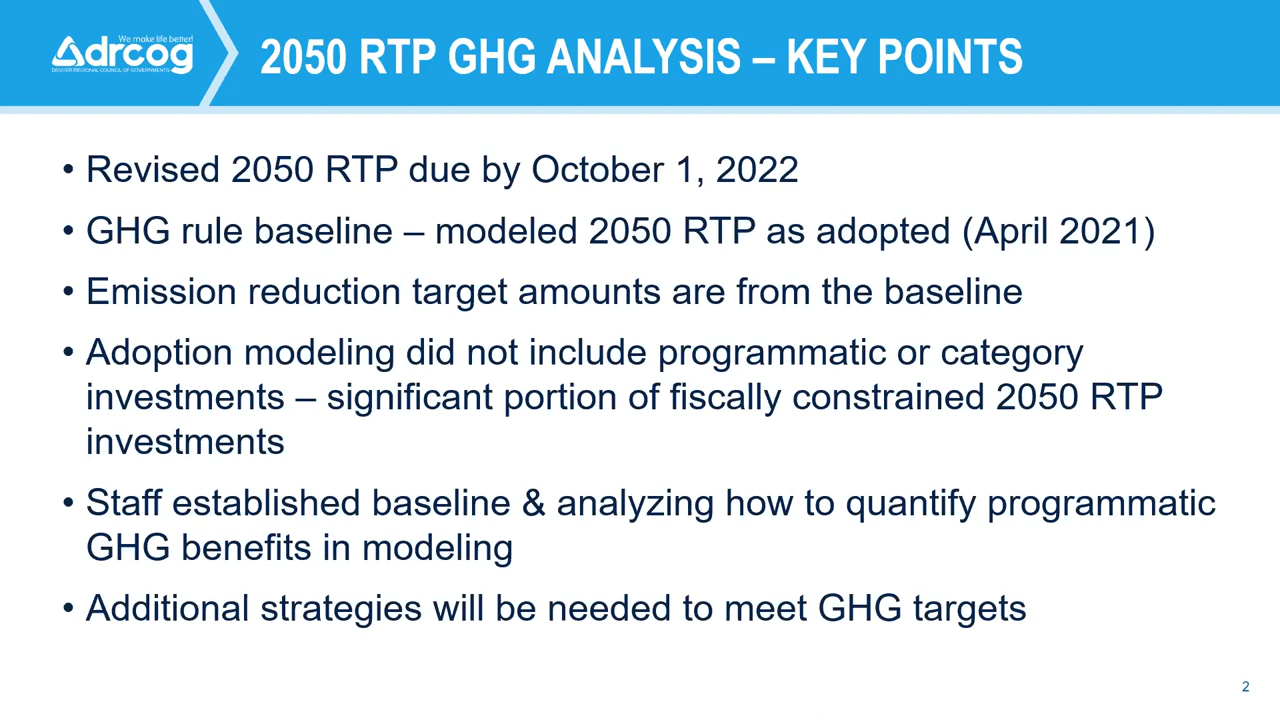 We make life better!
drcog
DENVER REGIONAL COUNCIL OF GOVERNMENTS
2050 RTP GHG ANALYSIS – KEY POINTS
• Revised 2050 RTP due by October 1, 2022
• GHG rule baseline – modeled 2050 RTP as adopted (April 2021)
• Emission reduction target amounts are from the baseline
• Adoption modeling did not include programmatic or category
investments – significant portion of fiscally constrained 2050 RTP
investments
• Staff established baseline & analyzing how to quantify programmatic
GHG benefits in modeling
• Additional strategies will be needed to meet GHG targets
2